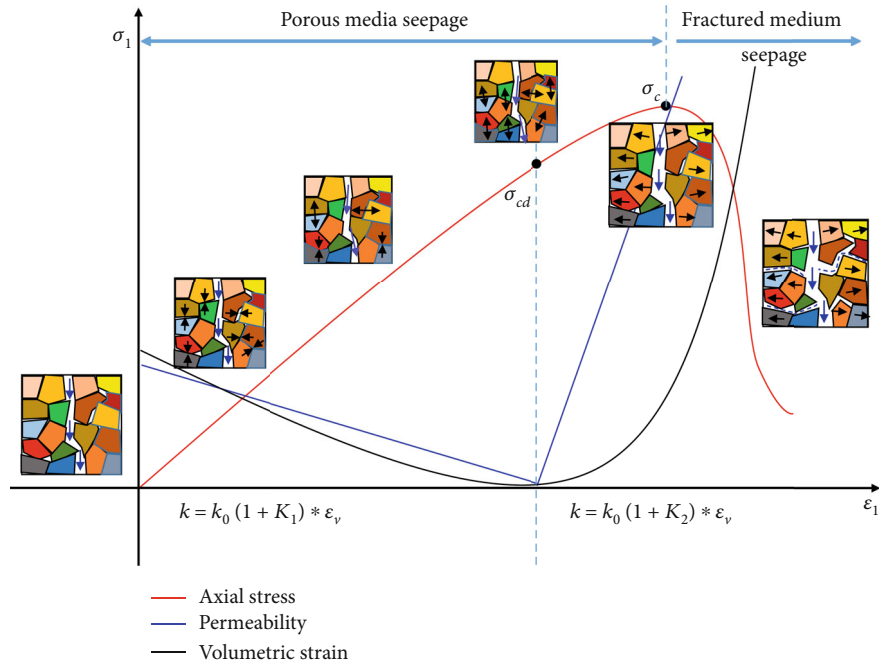 Porous media seepage
Fractured medium
seepage
σ1
σc
σcd
k = k0 (1 + K1) * εv
k = k0 (1 + K2) * εv
ε1
Axial stress
Permeability
Volumetric strain